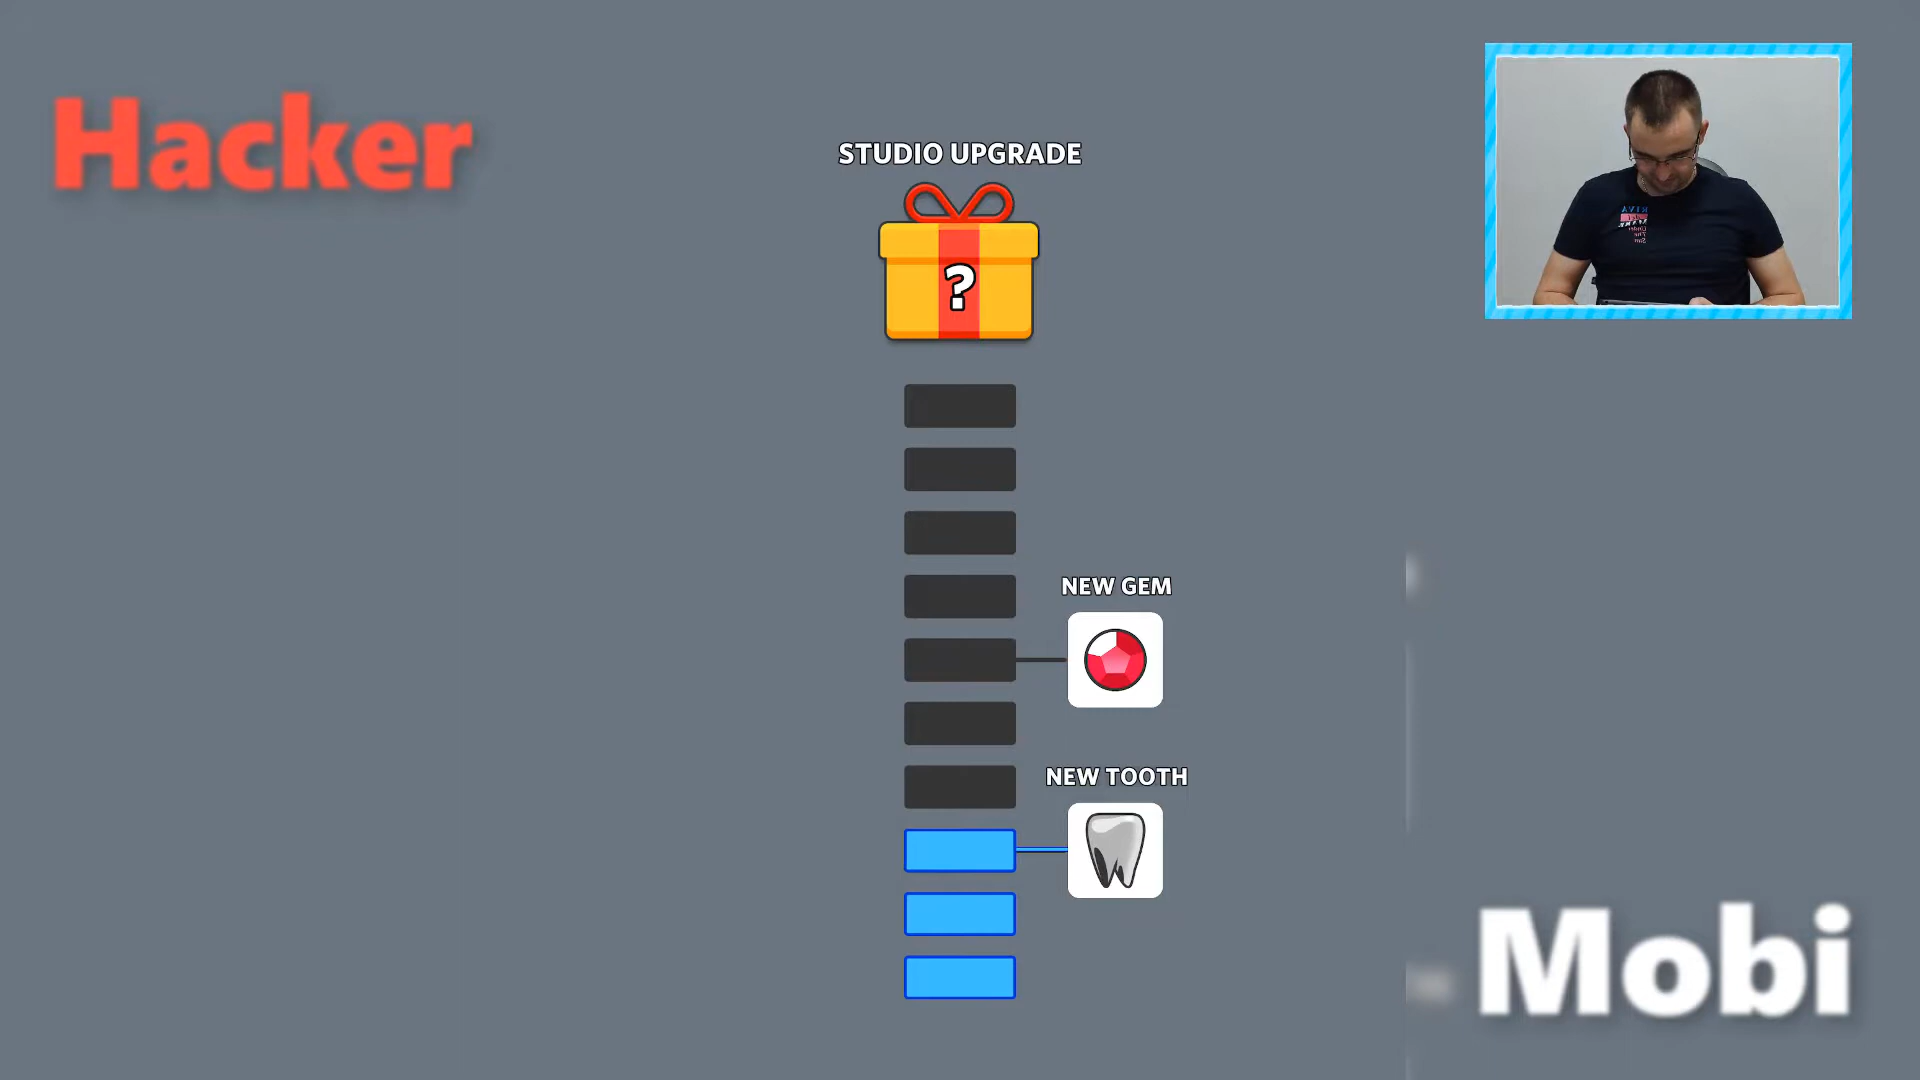 Hacker
STUDIO UPGRADE
?
NEW GEM
NEW TOOTH
Mobi